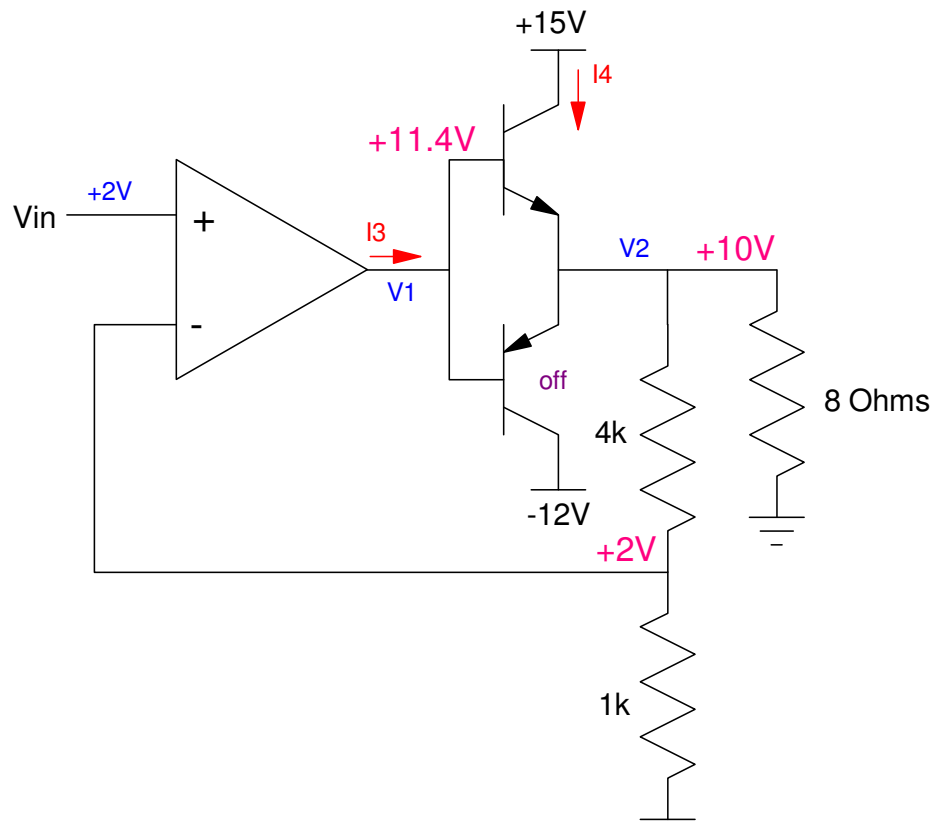 +15V
I4
+11.4V
+2V
Vin
+
I3
V2
+10V
V1
-
off
8 Ohms
4k
-12V
+2V
1k